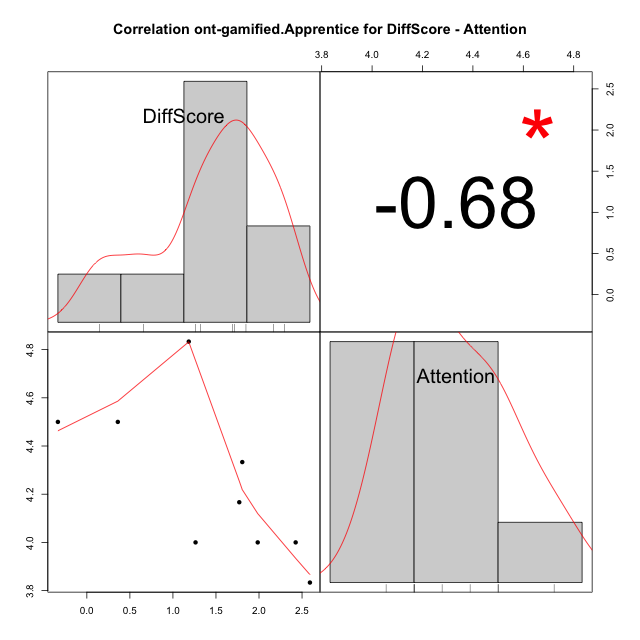 Correlation ont-gamified.Apprentice for DiffScore - Attention
3.8 4.0 4.2 4.4 4.6 4.8
DiffScore
-0.68
*
2.5
2.0
1.5
1.0
0.5
0.0
4.8
4.6
4.4
4.2
4.0
3.8
Attention
0.0 0.5 1.0 1.5 2.0 2.5